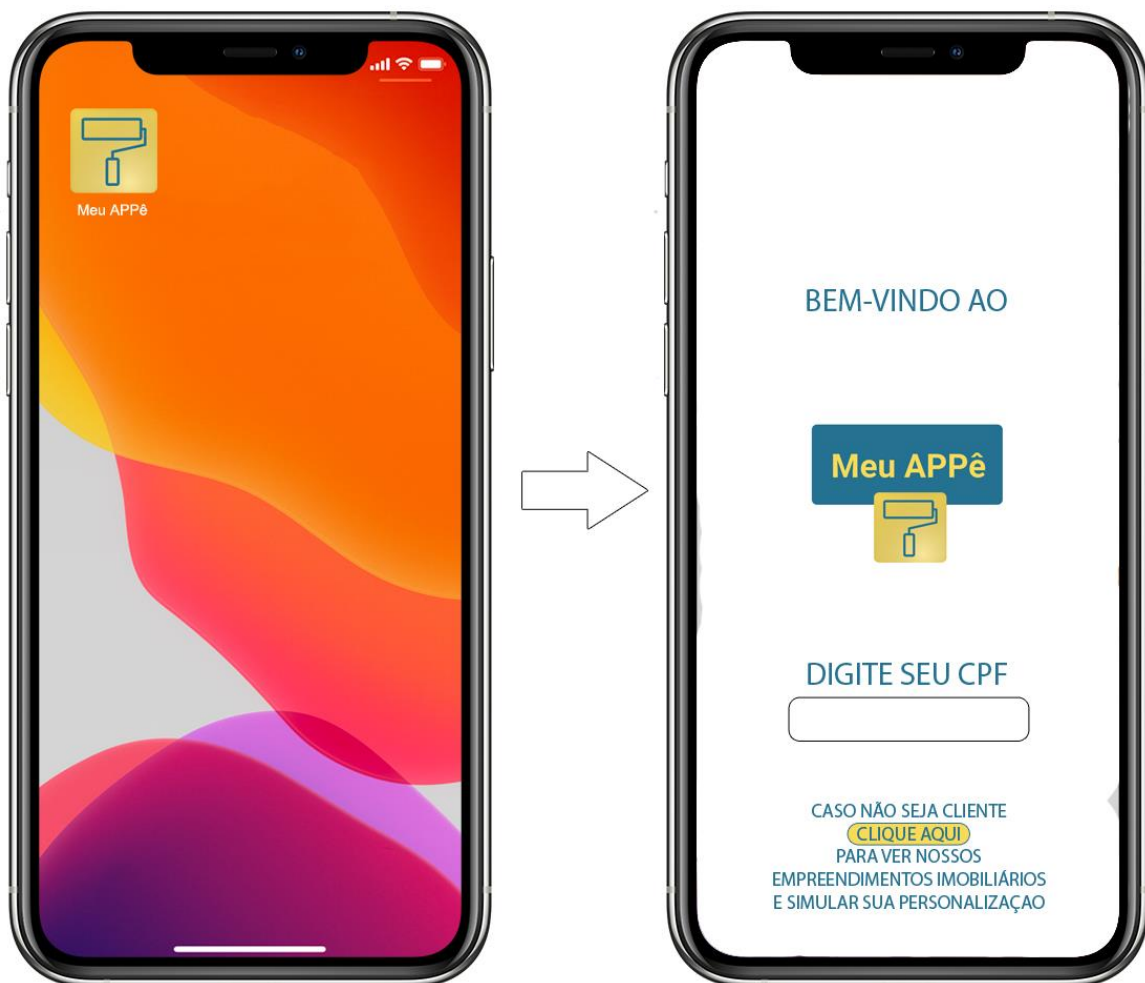 Meu APPê
BEM-VINDO AO
Meu APPê
DIGITE SEU CPF
CASO NÃO SEJA CLIENTE
CLIQUE AQUI
PARA VER NOSSOS
EMPREENDIMENTOS IMOBILIÁRIOS
E SIMULAR SUA PERSONALIZAÇAO